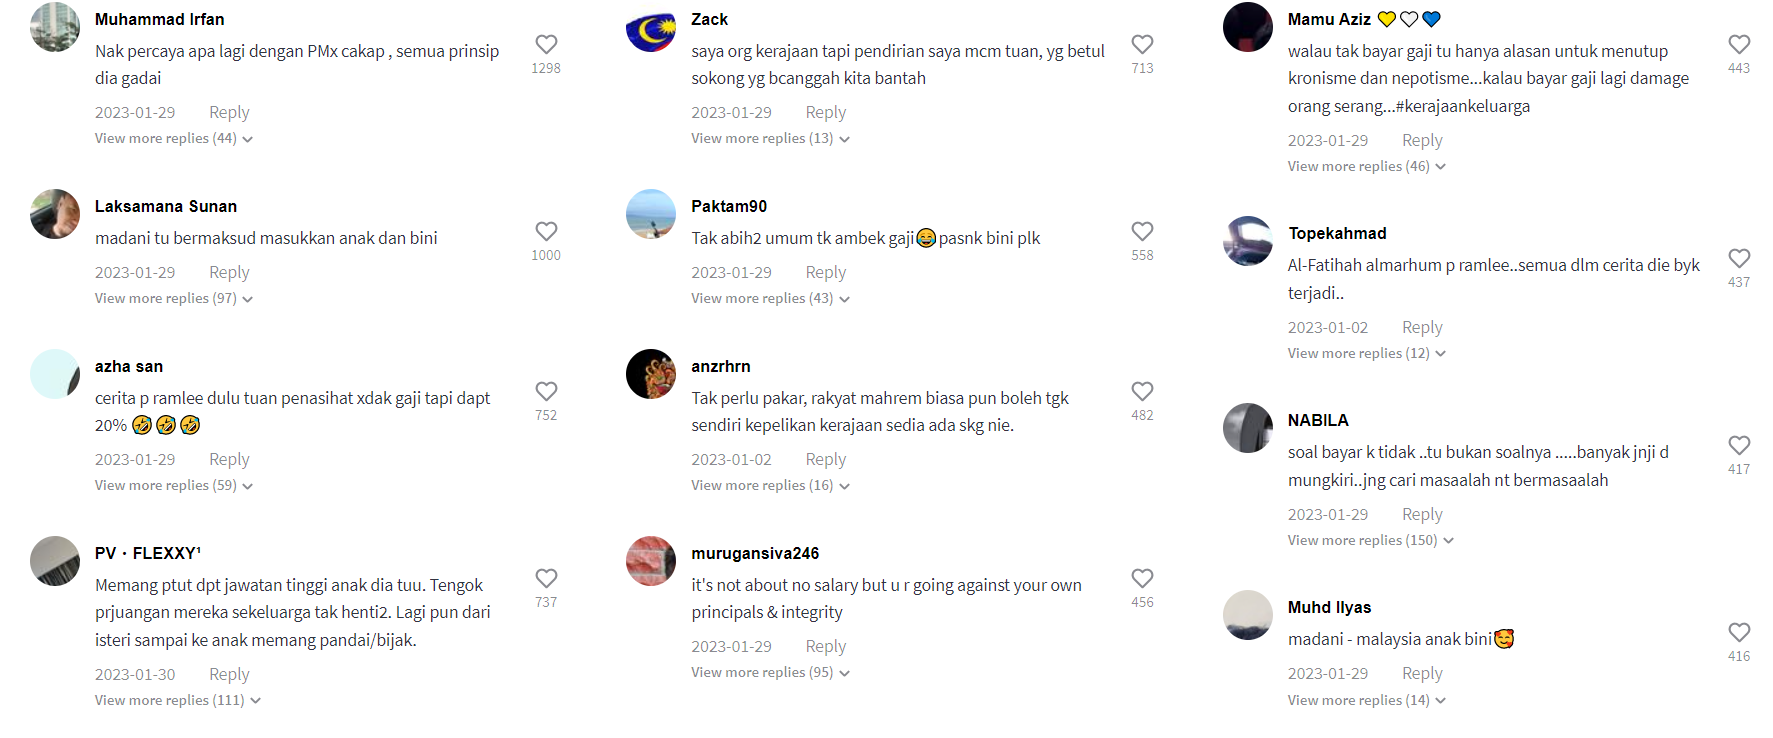 Muhammad Irfan
Nak percaya apa lagi dengan PMx cakap , semua prinsip
dia gadai
1298
2023-01-29 Reply
View more replies (44)
Laksamana Sunan
madani tu bermaksud masukkan anak dan bini
1000
2023-01-29 Reply
View more replies (97)
azha san
cerita p ramlee dulu tuan penasihat xdak gaji tapi dapt
20% 🤣🤣🤣
752
2023-01-29 Reply
View more replies (59)
PV · FLEXXY¹
Memang ptut dpt jawatan tinggi anak dia tuu. Tengok
prjuangan mereka sekeluarga tak henti2. Lagi pun dari
isteri sampai ke anak memang pandai/bijak.
737
2023-01-30 Reply
View more replies (111)
Zack
saya org kerajaan tapi pendirian saya mcm tuan, yg betul
sokong yg bcanggah kita bantah
713
2023-01-29 Reply
View more replies (13)
Paktam90
Tak abih2 umum tk ambek gaji😂pasnk bini plk
558
2023-01-29 Reply
View more replies (43)
anzrhrn
Tak perlu pakar, rakyat mahrem biasa pun boleh tgk
sendiri kepelikan kerajaan sedia ada skg nie.
482
2023-01-02 Reply
View more replies (16)
murugansiva246
it's not about no salary but u r going against your own
principals & integrity
456
2023-01-29 Reply
View more replies (95)
Mamu Aziz 💛🤍💙
walau tak bayar gaji tu hanya alasan untuk menutup
kronisme dan nepotisme...kalau bayar gaji lagi damage
orang serang...#kerajaankeluarga
443
2023-01-29 Reply
View more replies (46)
Topekahmad
Al-Fatihah almarhum p ramlee..semua dlm cerita die byk
terjadi..
437
2023-01-02 Reply
View more replies (12)
NABILA
soal bayar k tidak ..tu bukan soalnya .....banyak jnji d
mungkiri..jng cari masaalah nt bermasaalah
417
2023-01-29 Reply
View more replies (150)
Muhd Ilyas
madani - malaysia anak bini🥰
416
2023-01-29 Reply
View more replies (14)